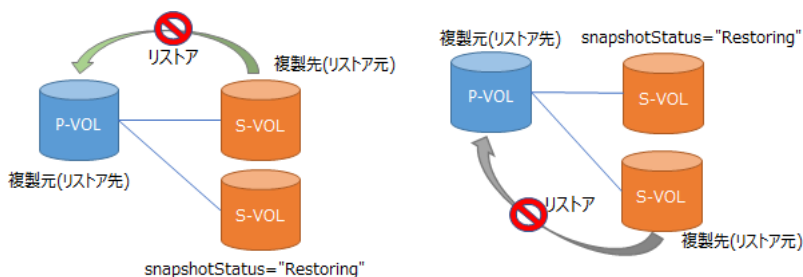 リストア
複製先(リストア元)
P-VOL
S-VOL
複製元(リストア先)
S-VOL
snapshotStatus="Restoring"
複製元(リストア先)
snapshotStatus="Restoring"
P-VOL
S-VOL
S-VOL
リストア
複製先(リストア元)